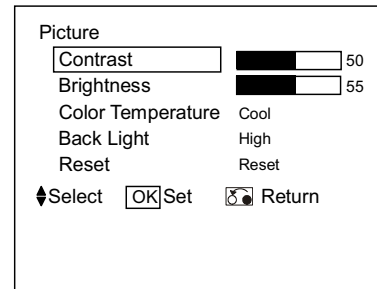 Picture
Contrast 50
Brightness 55
Color Temperature Cool
Back Light High
Reset Reset
Select OK Set Return